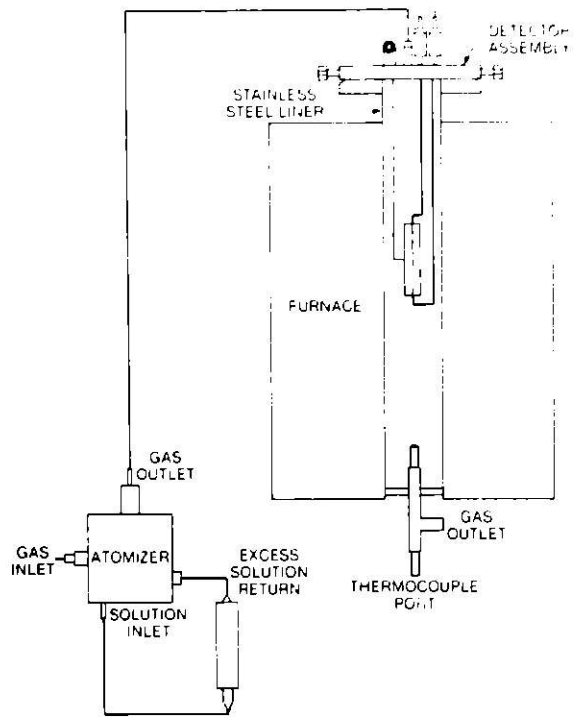 DETECTOR
ASSEMBLY
STAINLESS
STEEL LINER
FURNACE
GAS
OUTLET
GAS
OUTLET
THERMOCOUPLE
PORT
GAS
INLET
ATOMIZER
EXCESS
SOLUTION
RETURN
SOLUTION
INLET